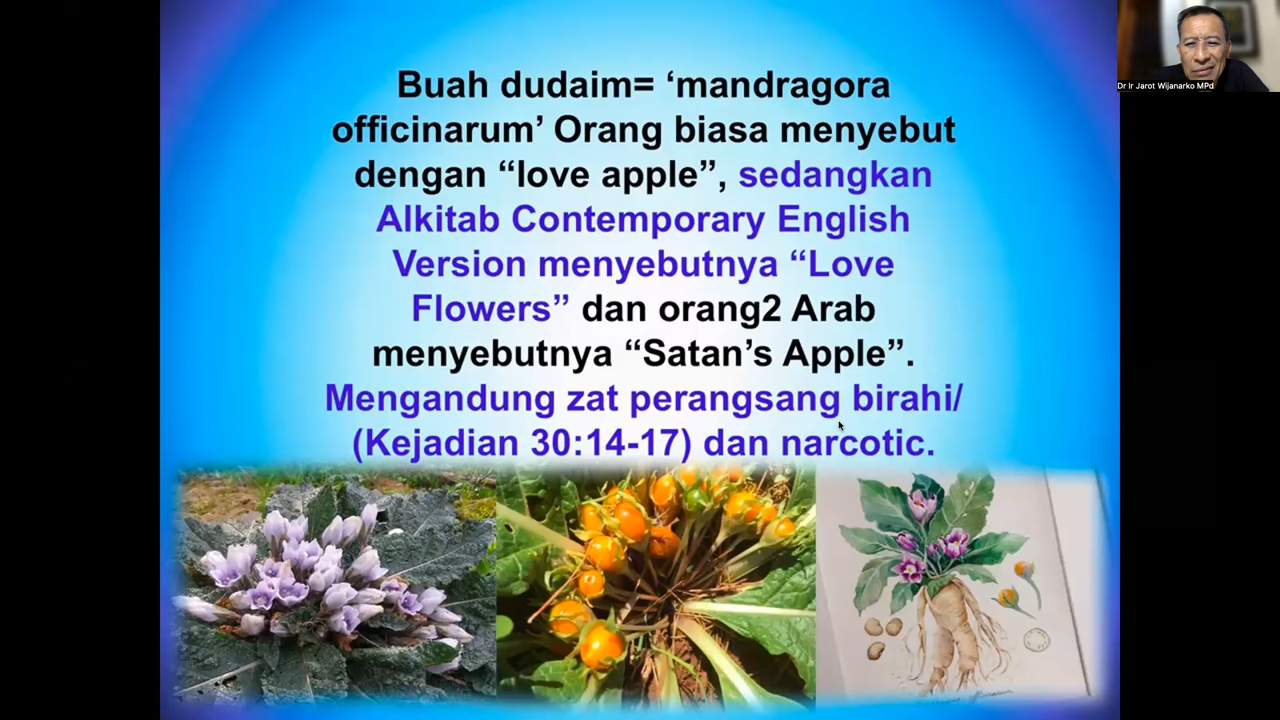 Buah dudaim= ‘mandragora
officinarum’ Orang biasa menyebut
dengan “love apple”, sedangkan
Alkitab Contemporary English
Version menyebutnya “Love
Flowers” dan orang2 Arab
menyebutnya “Satan’s Apple”.
Mengandung zat perangsang birahi/
(Kejadian 30:14-17) dan narcotic.
Dr Ir Jarot Wijanarko MPd